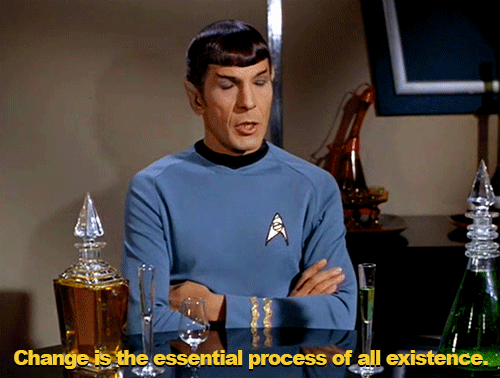 Change is the essential process of all existence.